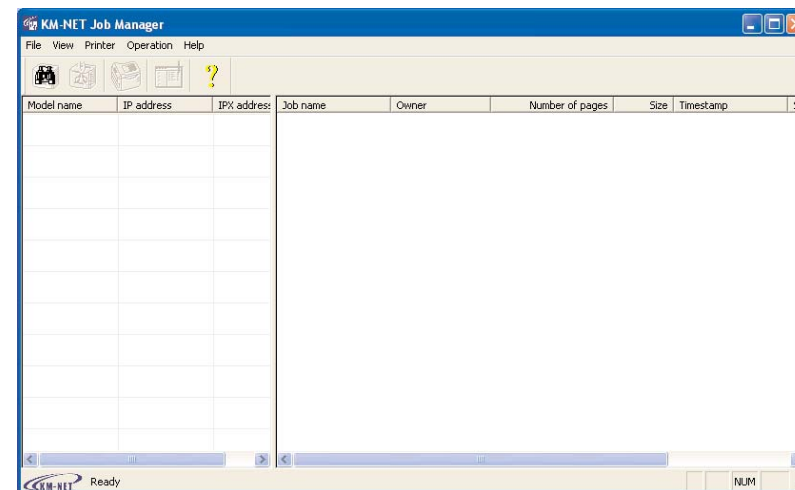 KM-NET Job Manager
File View Printer Operation Help
?
Model name IP address IPX address Job name Owner Number of pages Size Timestamp
KM-NET Ready NUM